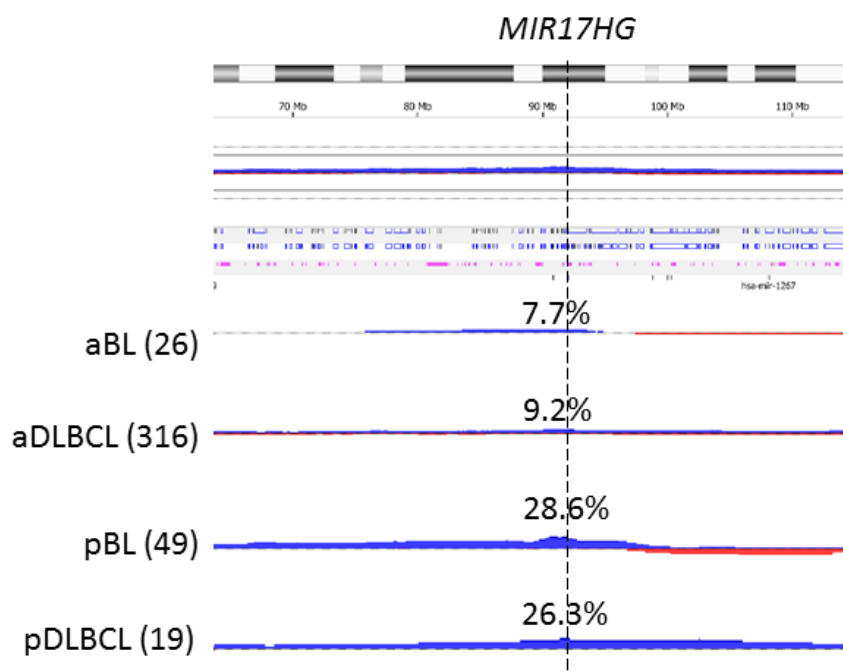 MIR17HG
70 Mb 80 Mb 90 Mb 100 Mb 110 Mb
hsa-mir-1267
7.7%
aBL (26)
9.2%
aDLBCL (316)
28.6%
pBL (49)
26.3%
pDLBCL (19)